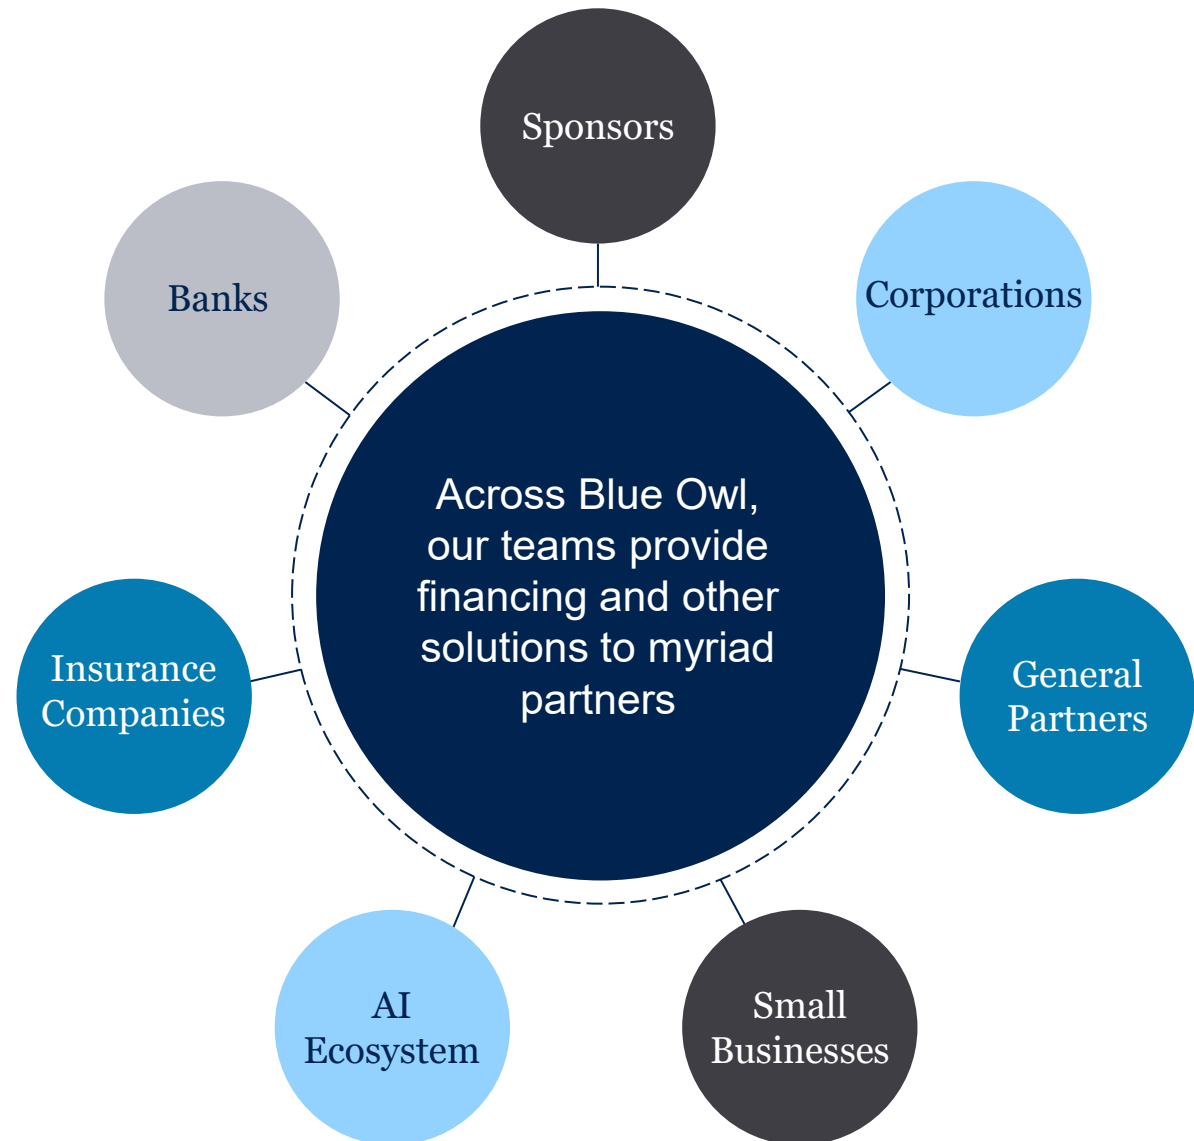 Sponsors
Banks
Corporations
Across Blue Owl,
our teams provide
financing and other
solutions to myriad
partners
Insurance
Companies
General
Partners
AI
Ecosystem
Small
Businesses